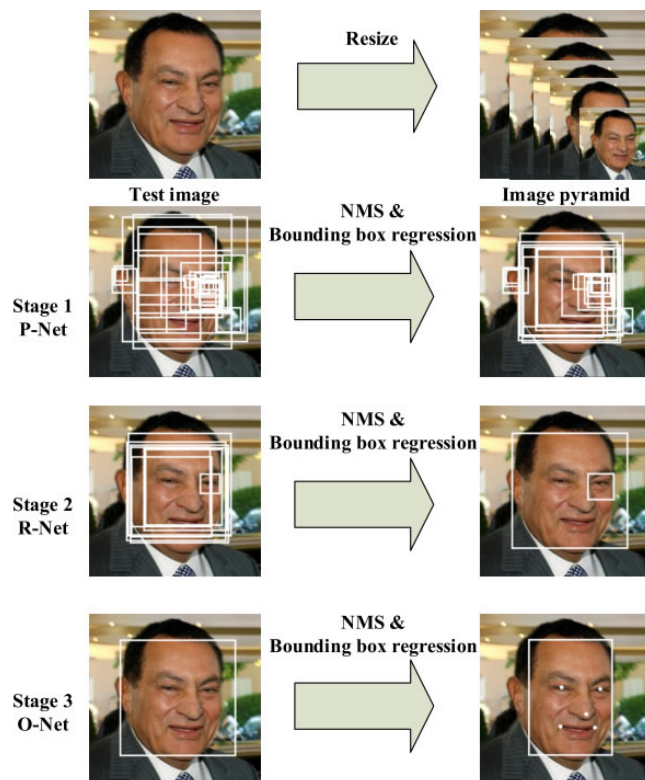 Resize
Test image
Image pyramid
NMS &
Bounding box regression
Stage 1
P-Net
NMS &
Bounding box regression
Stage 2
R-Net
NMS &
Bounding box regression
Stage 3
O-Net